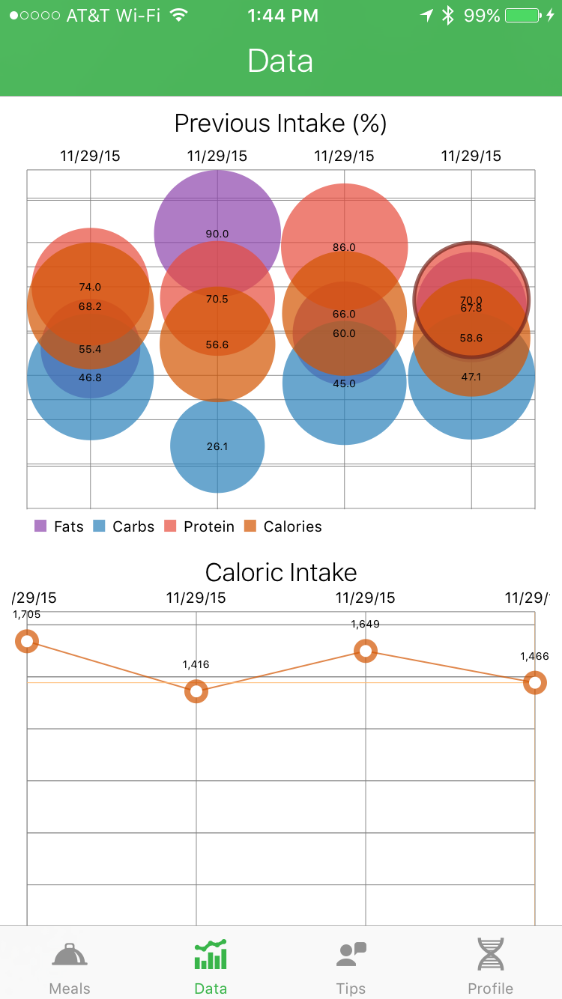 AT&T Wi-Fi 1:44 PM 99%
Data
Previous Intake (%)
11/29/15 11/29/15 11/29/15 11/29/15
90.0
86.0
74.0
70.5
70.0
68.2
67.8
66.0
60.0
58.6
56.6
55.4
46.8
47.1
45.0
26.1
Fats Carbs Protein Calories
Caloric Intake
/29/15 11/29/15 11/29/15 11/29/
1,705
1,649
1,466
1,416
Meals Data Tips Profile